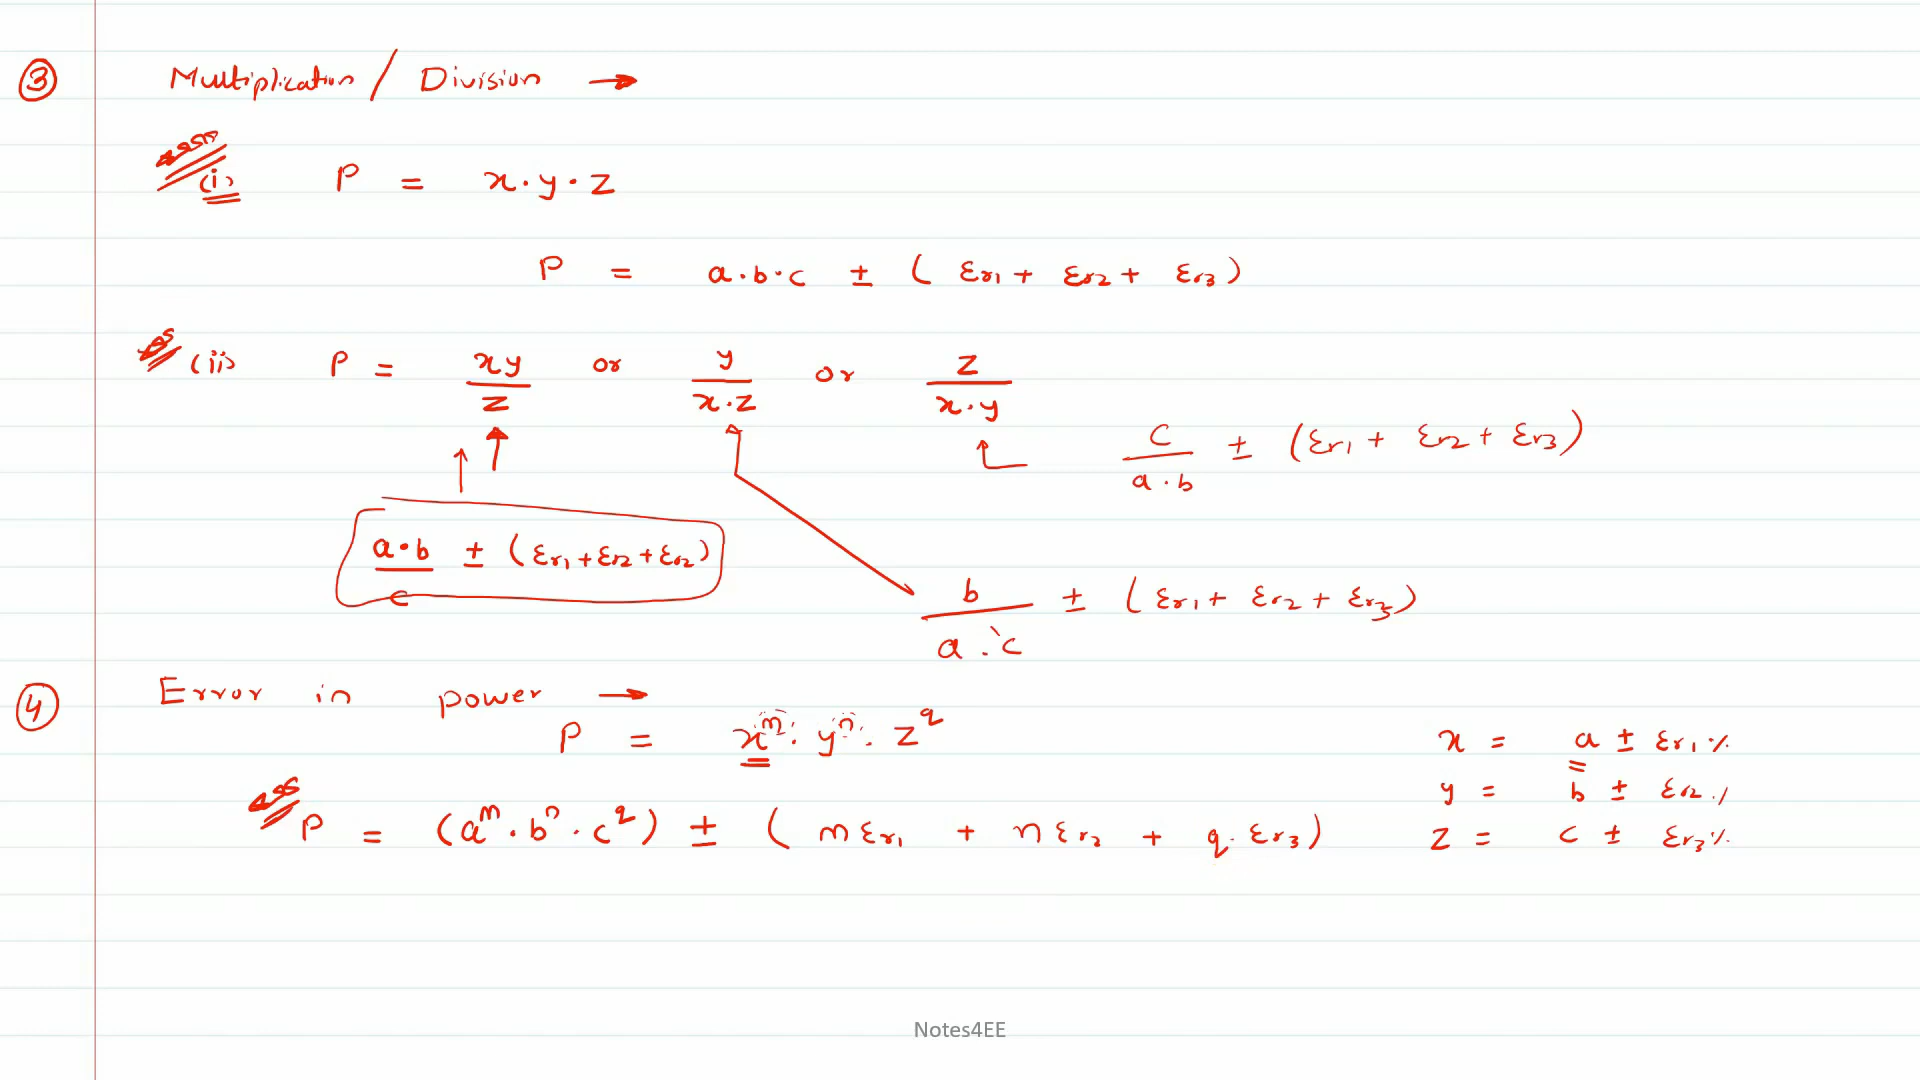 ③ Multiplication / Division →
(i) P = x·y·z
P = a·b·c ± (εr1 + εr2 + εr3)
(ii) P = xy/z or y/x·z or z/x·y
c/a·b ± (εr1 + εr2 + εr3)
a·b/c ± (εr1 + εr2 + εr2)
b/a·c ± (εr1 + εr2 + εr3)
④ Error in power →
P = x^m · y^n · z^q
x = a ± εr1 %
y = b ± εr2 %
P = (a^m · b^n · c^q) ± (m εr1 + n εr2 + q· εr3)
z = c ± εr3 %
Notes4EE